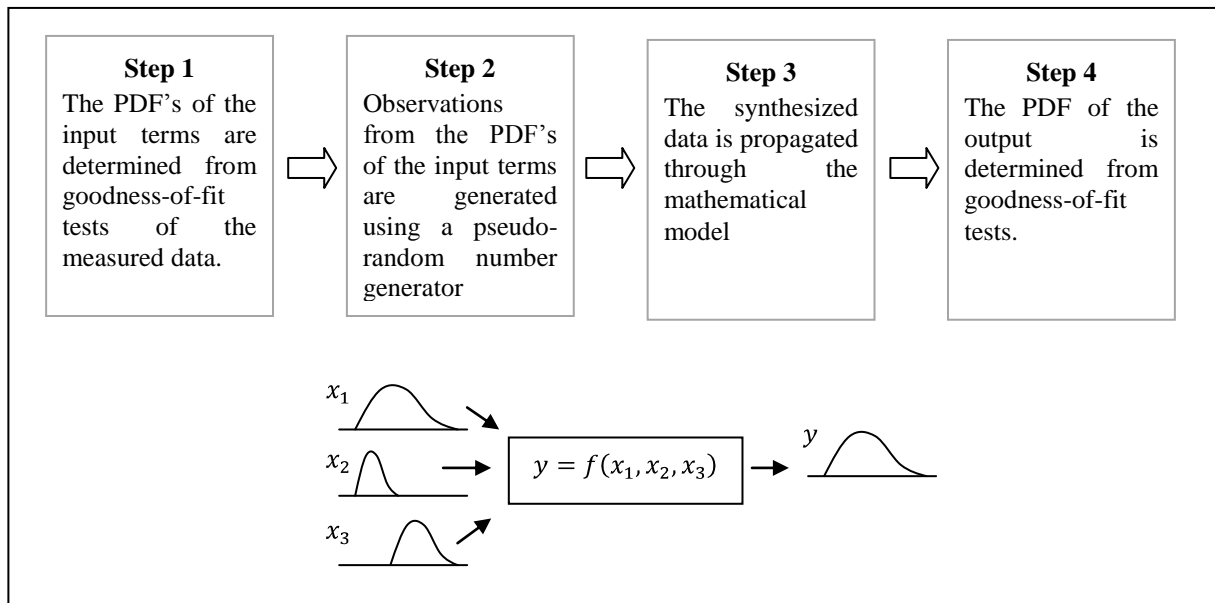 Step 1
The PDF’s of the
input terms are
determined from
goodness-of-fit
tests of the
measured data.
Step 2
Observations
from the PDF’s
of the input terms
are generated
using a pseudo-
random number
generator
Step 3
The synthesized
data is propagated
through the
mathematical
model
Step 4
The PDF of the
output is
determined from
goodness-of-fit
tests.
x₁
x₂
x₃
y = f(x₁, x₂, x₃)
y